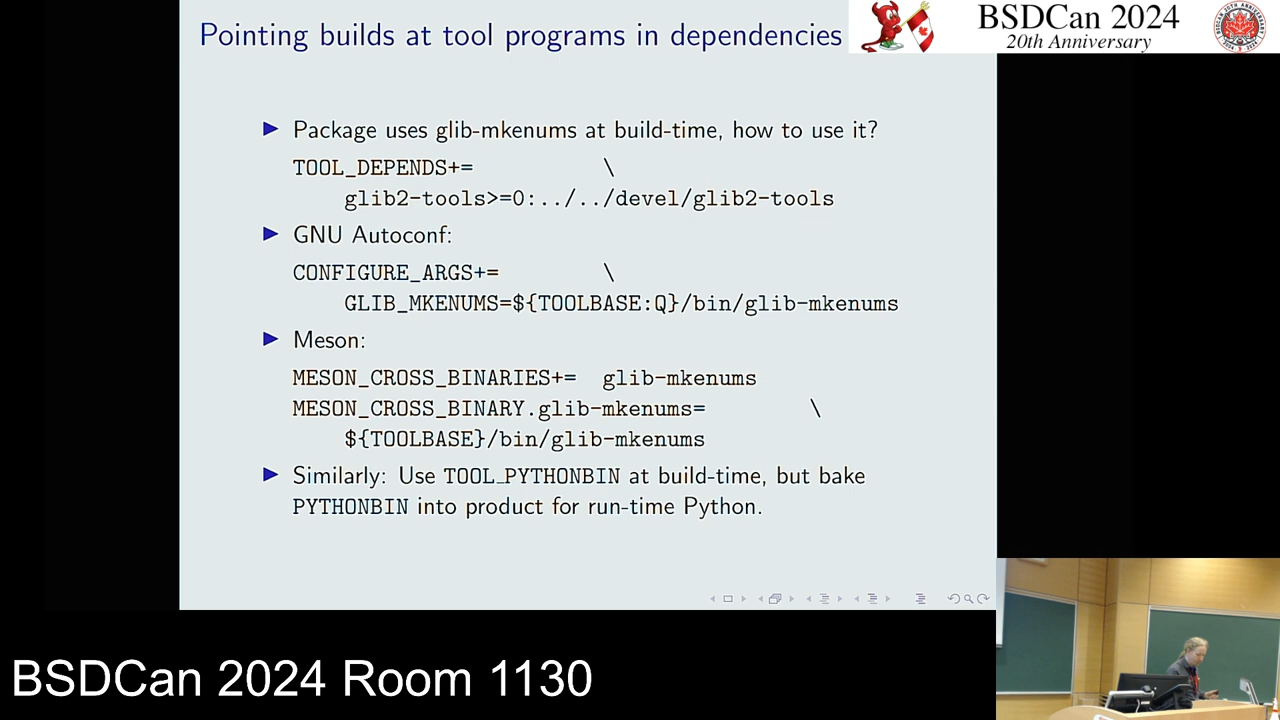 Pointing builds at tool programs in dependencies
BSDCan 2024
20th Anniversary
Package uses glib-mkenums at build-time, how to use it?
TOOL_DEPENDS+= \
glib2-tools>=0:../../devel/glib2-tools
GNU Autoconf:
CONFIGURE_ARGS+= \
GLIB_MKENUMS=${TOOLBASE:Q}/bin/glib-mkenums
Meson:
MESON_CROSS_BINARIES+= glib-mkenums
MESON_CROSS_BINARY.glib-mkenums= \
${TOOLBASE}/bin/glib-mkenums
Similarly: Use TOOL_PYTHONBIN at build-time, but bake
PYTHONBIN into product for run-time Python.
BSDCan 2024 Room 1130